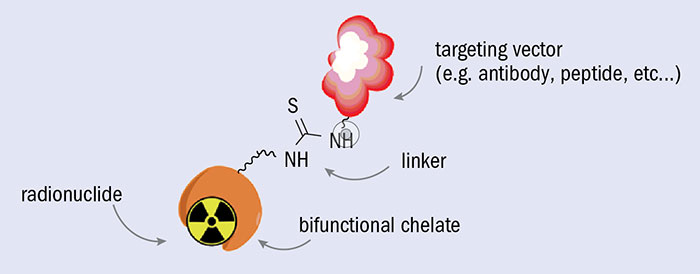 targeting vector
(e.g. antibody, peptide, etc...)
S
NH
NH
linker
radionuclide
bifunctional chelate